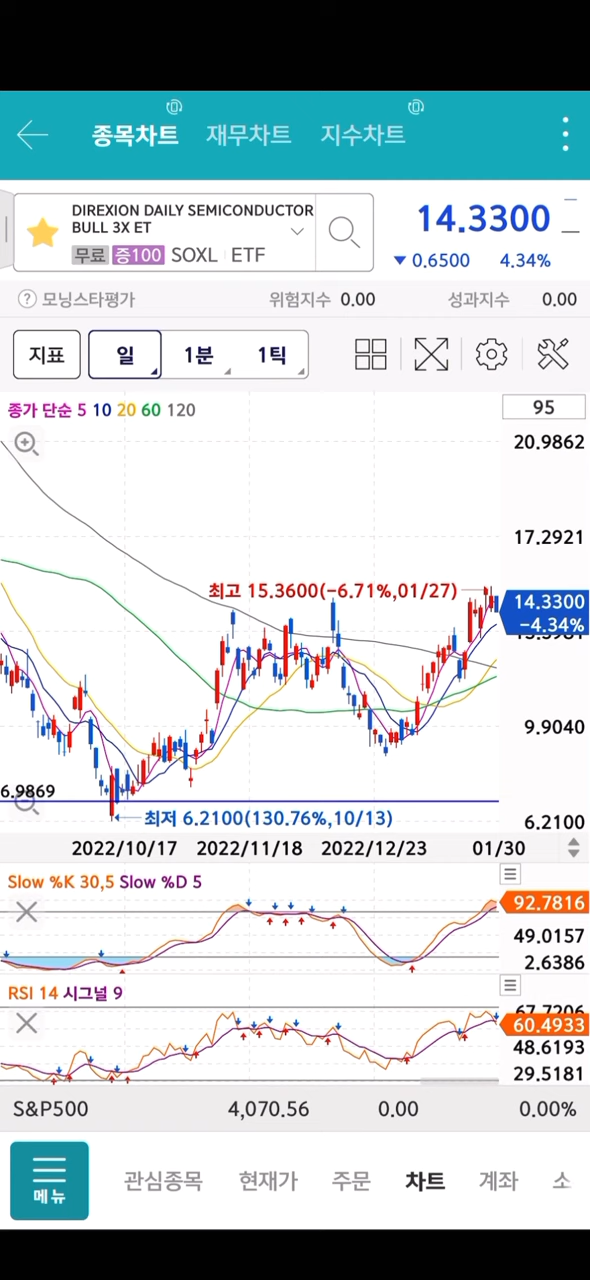 종목차트 재무차트 지수차트
DIREXION DAILY SEMICONDUCTOR
BULL 3X ET
무료 증100 SOXL ETF
14.3300
▼ 0.6500 4.34%
? 모닝스타평가 위험지수 0.00 성과지수 0.00
지표 일 1분 1틱
종가 단순 5 10 20 60 120
95
20.9862
17.2921
최고 15.3600(-6.71%,01/27)
14.3300
-4.34%
9.9040
6.9869
최저 6.2100(130.76%,10/13)
6.2100
2022/10/17 2022/11/18 2022/12/23 01/30
Slow %K 30,5 Slow %D 5
92.7816
49.0157
2.6386
RSI 14 시그널 9
60.4933
48.6193
29.5181
S&P500 4,070.56 0.00 0.00%
메뉴 관심종목 현재가 주문 차트 계좌 소